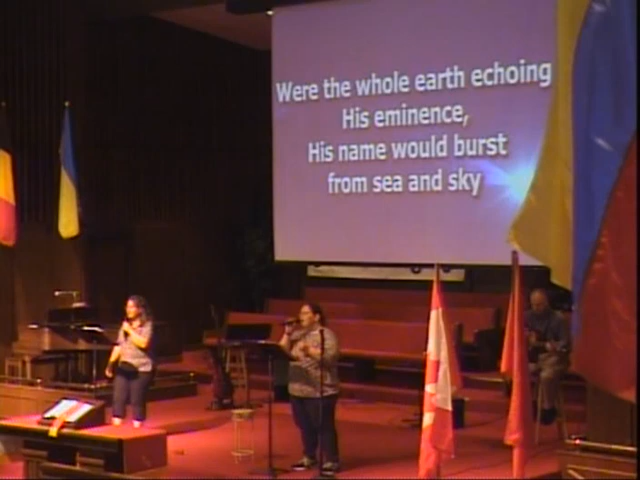 Were the whole earth echoing
His eminence,
His name would burst
from sea and sky